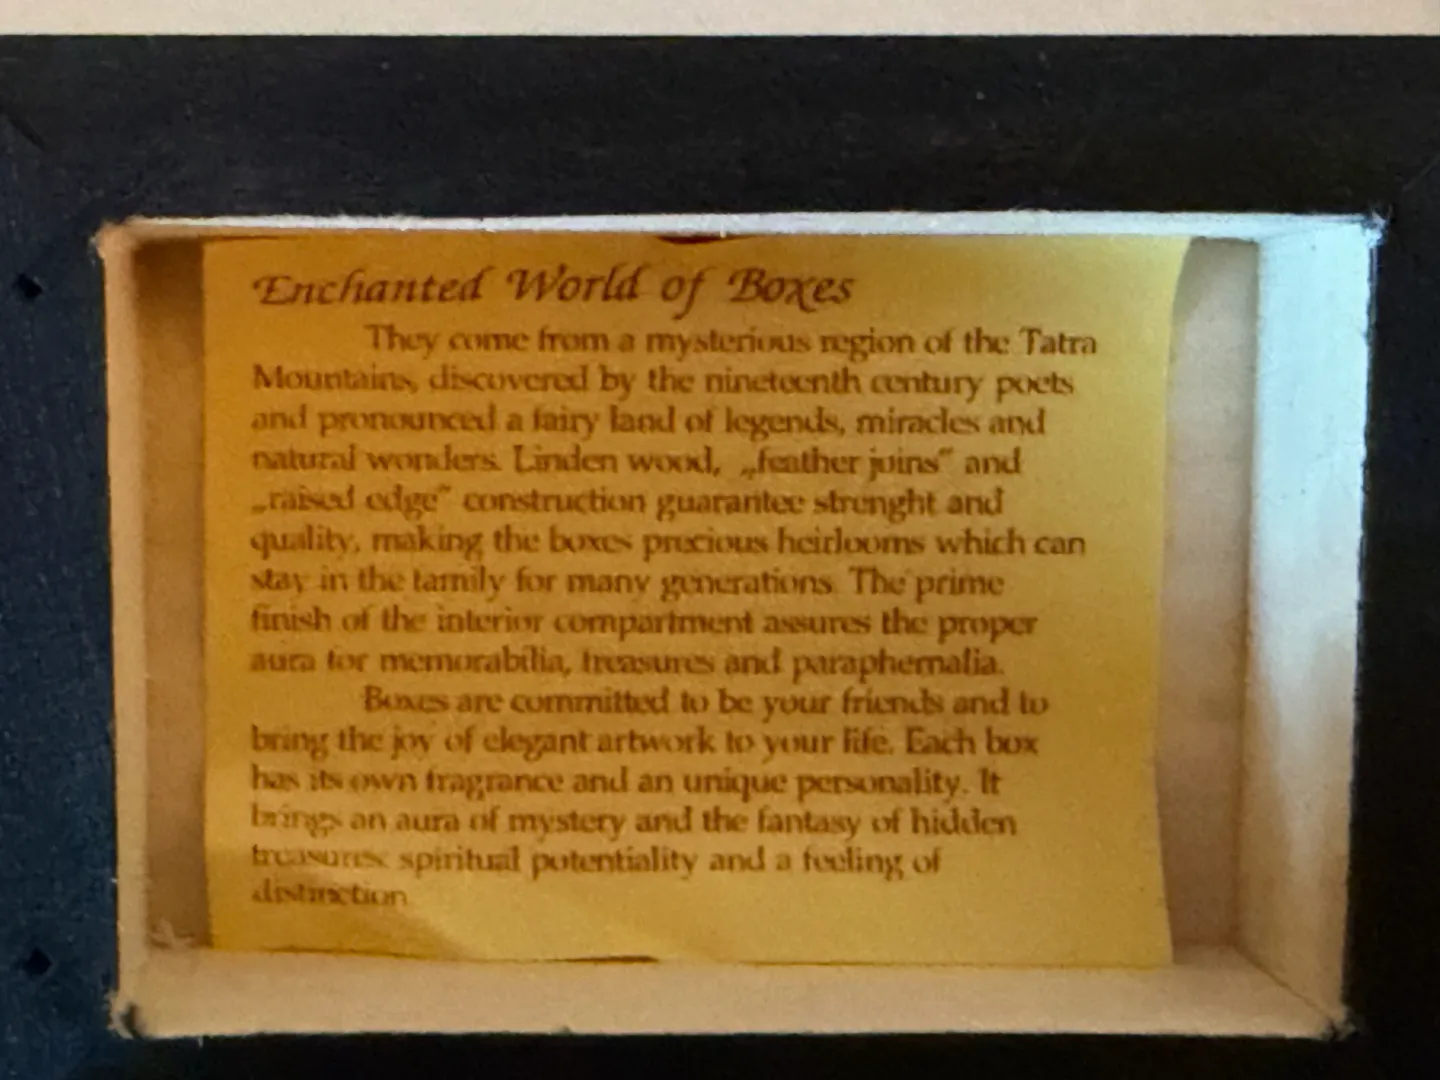 Enchanted World of Boxes
They come from a mysterious region of the Tatra
Mountains, discovered by the nineteenth century poets
and pronounced a fairy land of legends, miracles and
natural wonders. Linden wood, „feather joins” and
„raised edge” construction guarantee strenght and
quality, making the boxes precious heirlooms which can
stay in the family for many generations. The prime
finish of the interior compartment assures the proper
aura for memorabilia, treasures and paraphernalia.
Boxes are committed to be your friends and to
bring the joy of elegant artwork to your life. Each box
has its own fragrance and an unique personality. It
brings an aura of mystery and the fantasy of hidden
treasures: spiritual potentiality and a feeling of
distinction